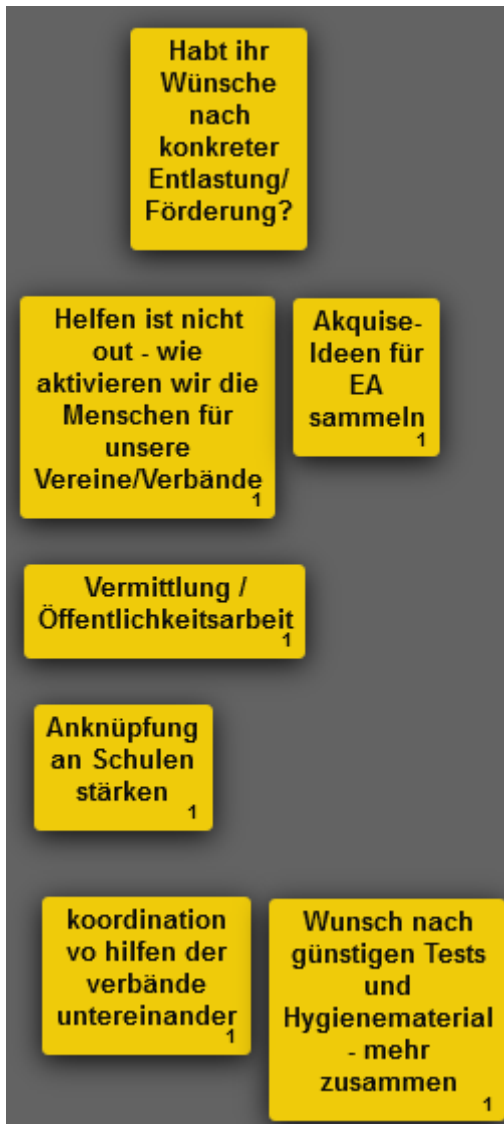 Habt ihr
Wünsche
nach
konkreter
Entlastung/
Förderung?
Helfen ist nicht
out - wie
aktivieren wir die
Menschen für
unsere
Vereine/Verbände
1
Akquise-
Ideen für
EA
sammeln
1
Vermittlung /
Öffentlichkeitsarbeit
1
Anknüpfung
an Schulen
stärken
1
koordination
vo hilfen der
verbände
untereinander
1
Wunsch nach
günstigen Tests
und
Hygienematerial
- mehr
zusammen
1